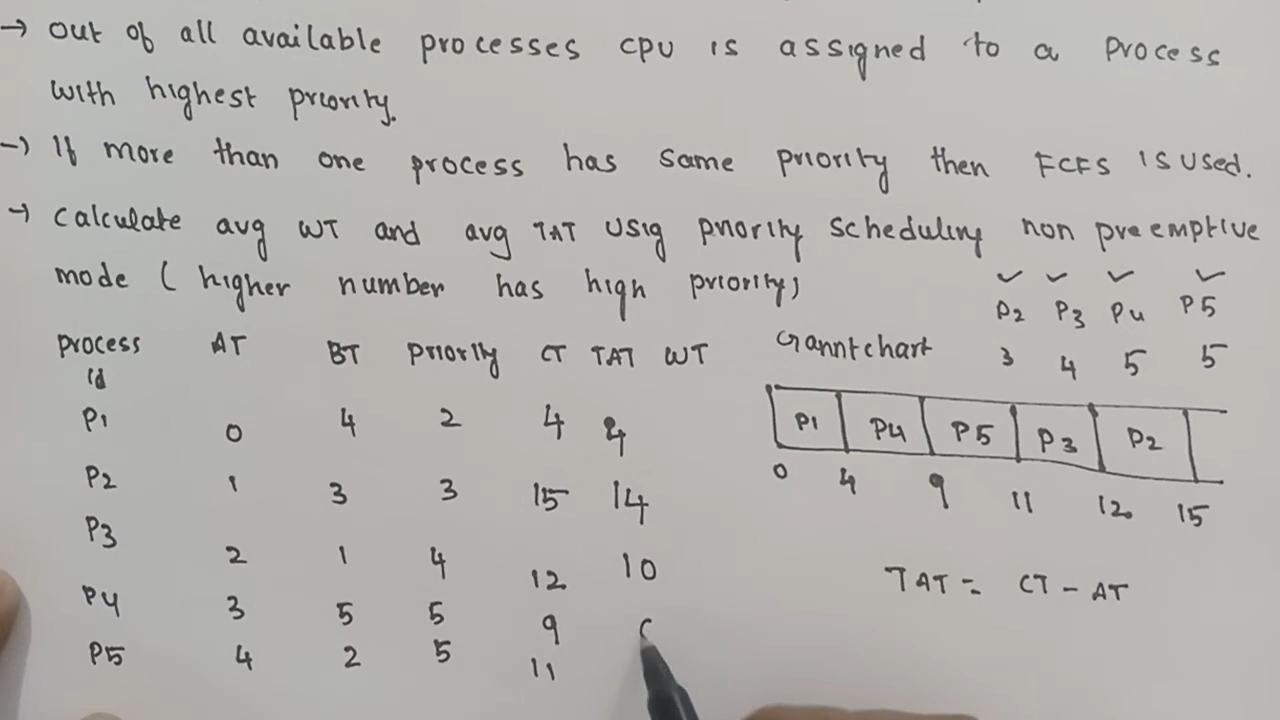 → out of all available processes cpu is assigned to a process
with highest priority.
→ If more than one process has same priority then FCFS is used.
→ calculate avg WT and avg TAT usig priority scheduling non preemptive
mode ( higher number has high priority)
P2 P3 P4 P5
3 4 5 5
Process Id AT BT Priority CT TAT WT
P1 0 4 2 4 4
P2 1 3 3 15 14
P3 2 1 4 12 10
P4 3 5 5 9
P5 4 2 5 11
Ganntchart
P1 P4 P5 P3 P2
0 4 9 11 12 15
TAT = CT - AT